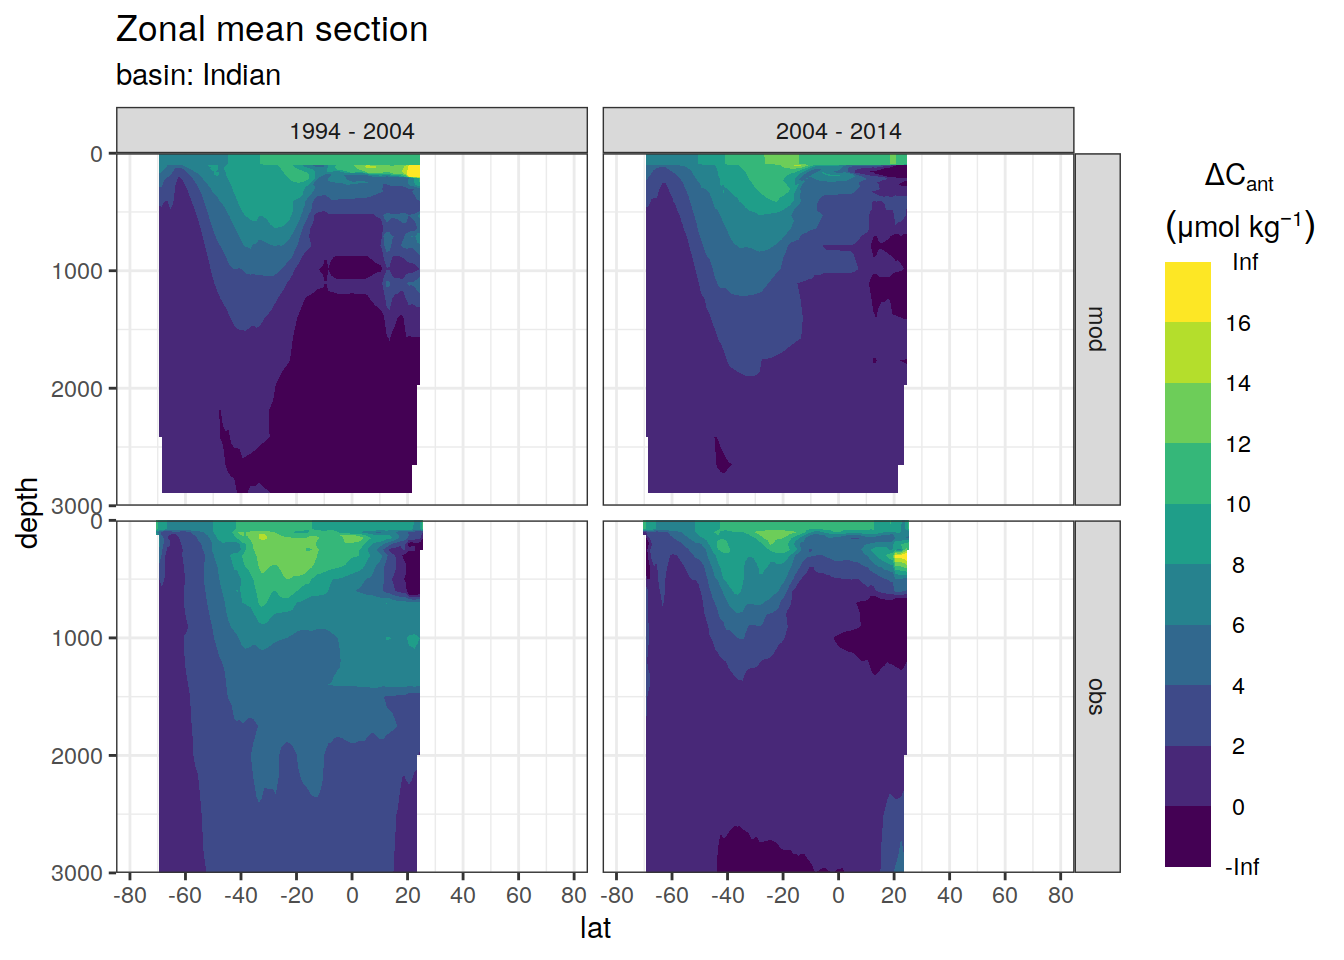 Zonal mean section
basin: Indian
1994 - 2004
2004 - 2014
0
1000
2000
3000
mod
0
1000
2000
3000
obs
depth
-80 -60 -40 -20 0 20 40 60 80
-80 -60 -40 -20 0 20 40 60 80
lat
ΔCant
(μmol kg⁻¹)
Inf
16
14
12
10
8
6
4
2
0
-Inf